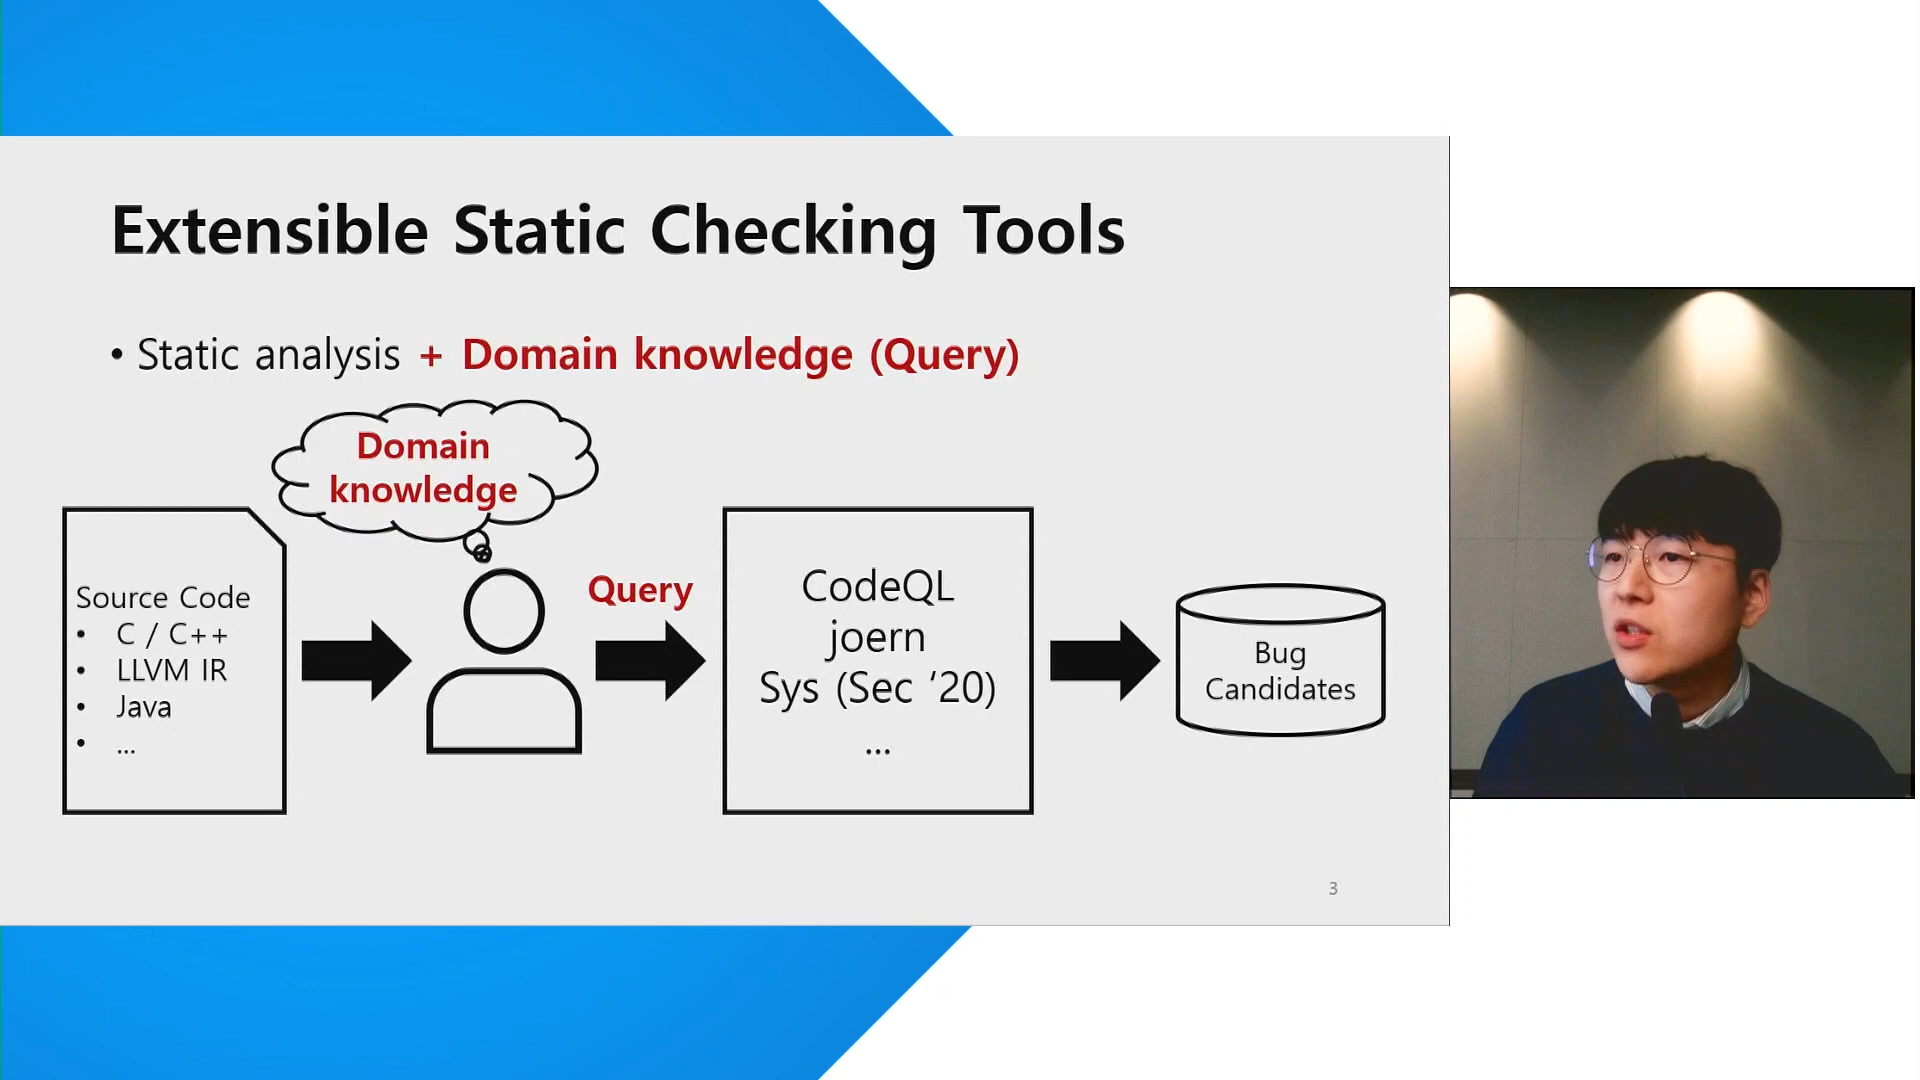 Extensible Static Checking Tools
• Static analysis + Domain knowledge (Query)
Domain
knowledge
Source Code
• C / C++
• LLVM IR
• Java
• ...
Query
CodeQL
joern
Sys (Sec ‘20)
...
Bug
Candidates
3